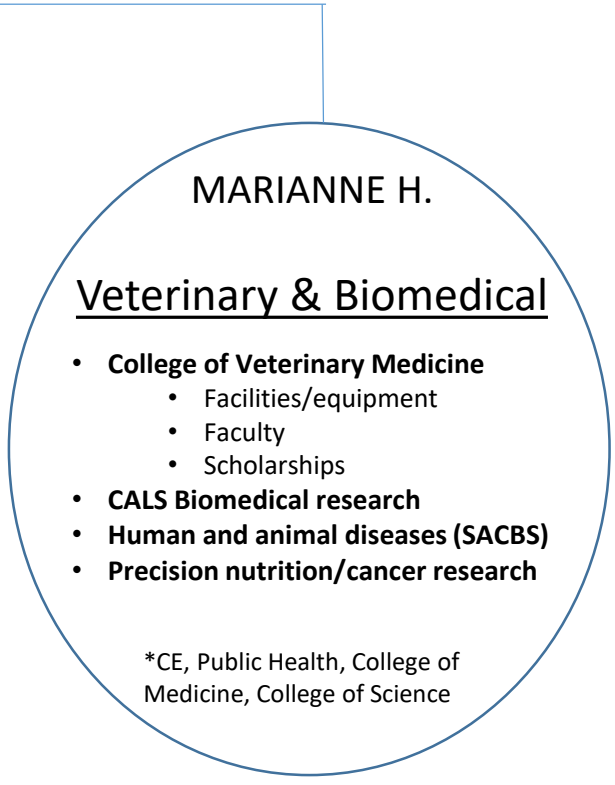 MARIANNE H.
Veterinary & Biomedical
• College of Veterinary Medicine
• Facilities/equipment
• Faculty
• Scholarships
• CALS Biomedical research
• Human and animal diseases (SACBS)
• Precision nutrition/cancer research
*CE, Public Health, College of
Medicine, College of Science